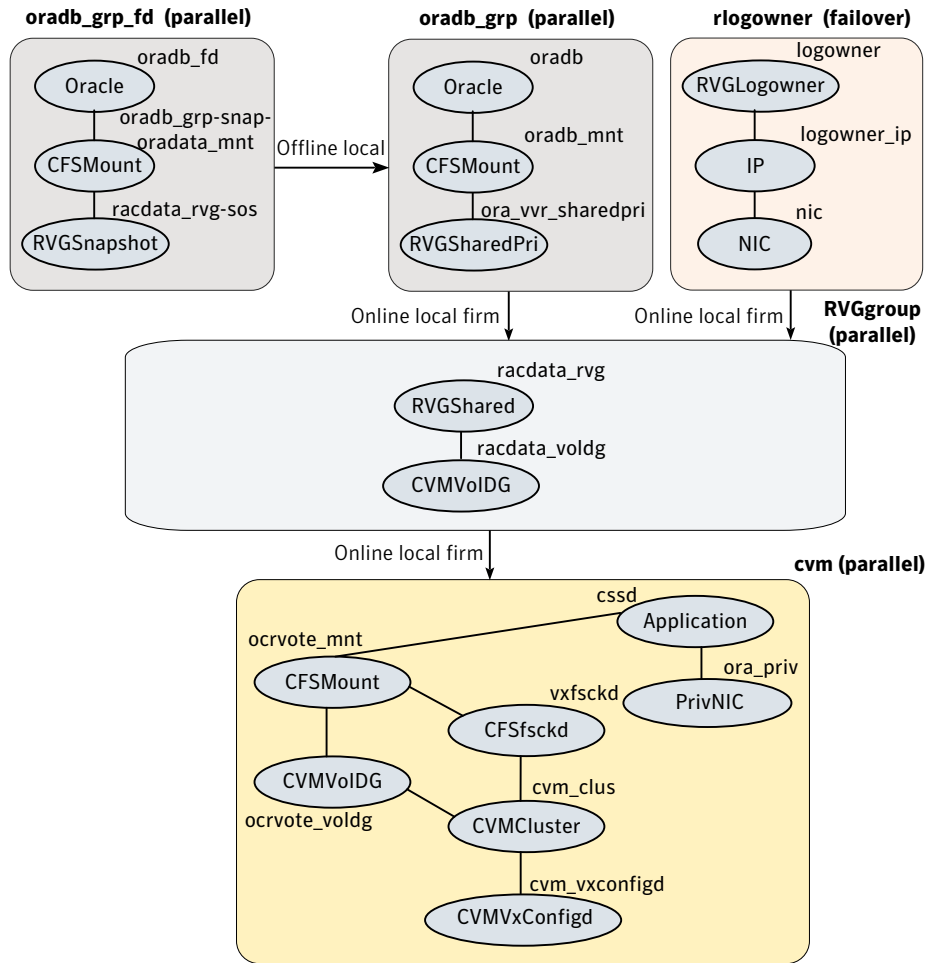 oradb_grp_fd (parallel)
oradb_fd
Oracle
oradb_grp-snap-
oradata_mnt
CFSMount
racdata_rvg-sos
RVGSnapshot
Offline local
oradb_grp (parallel)
oradb
Oracle
oradb_mnt
CFSMount
ora_vvr_sharedpri
RVGSharedPri
rlogowner (failover)
logowner
RVGLogowner
logowner_ip
IP
nic
NIC
Online local firm
Online local firm
RVGgroup
(parallel)
racdata_rvg
RVGShared
racdata_voldg
CVMVolDG
Online local firm
cvm (parallel)
cssd
Application
ocrvote_mnt
CFSMount
ora_priv
PrivNIC
vxfsckd
CFSfsckd
CVMVolDG
ocrvote_voldg
cvm_clus
CVMCluster
cvm_vxconfigd
CVMVxConfigd